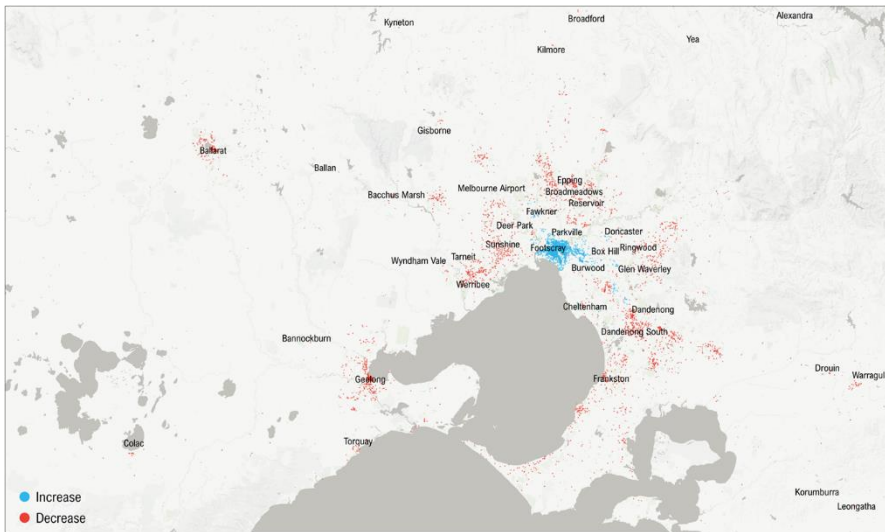 Kyneton
Broadford
Alexandra
Yea
Kilmore
Gisborne
Ballarat
Ballan
Epping
Melbourne Airport
Broadmeadows
Bacchus Marsh
Reservoir
Fawkner
Deer Park
Parkville
Doncaster
Sunshine
Footscray
Box Hill
Ringwood
Tarneit
Wyndham Vale
Burwood
Glen Waverley
Werribee
Cheltenham
Dandenong
Bannockburn
Dandenong South
Drouin
Warragul
Geelong
Frankston
Colac
Torquay
Korumburra
Leongatha
Increase
Decrease